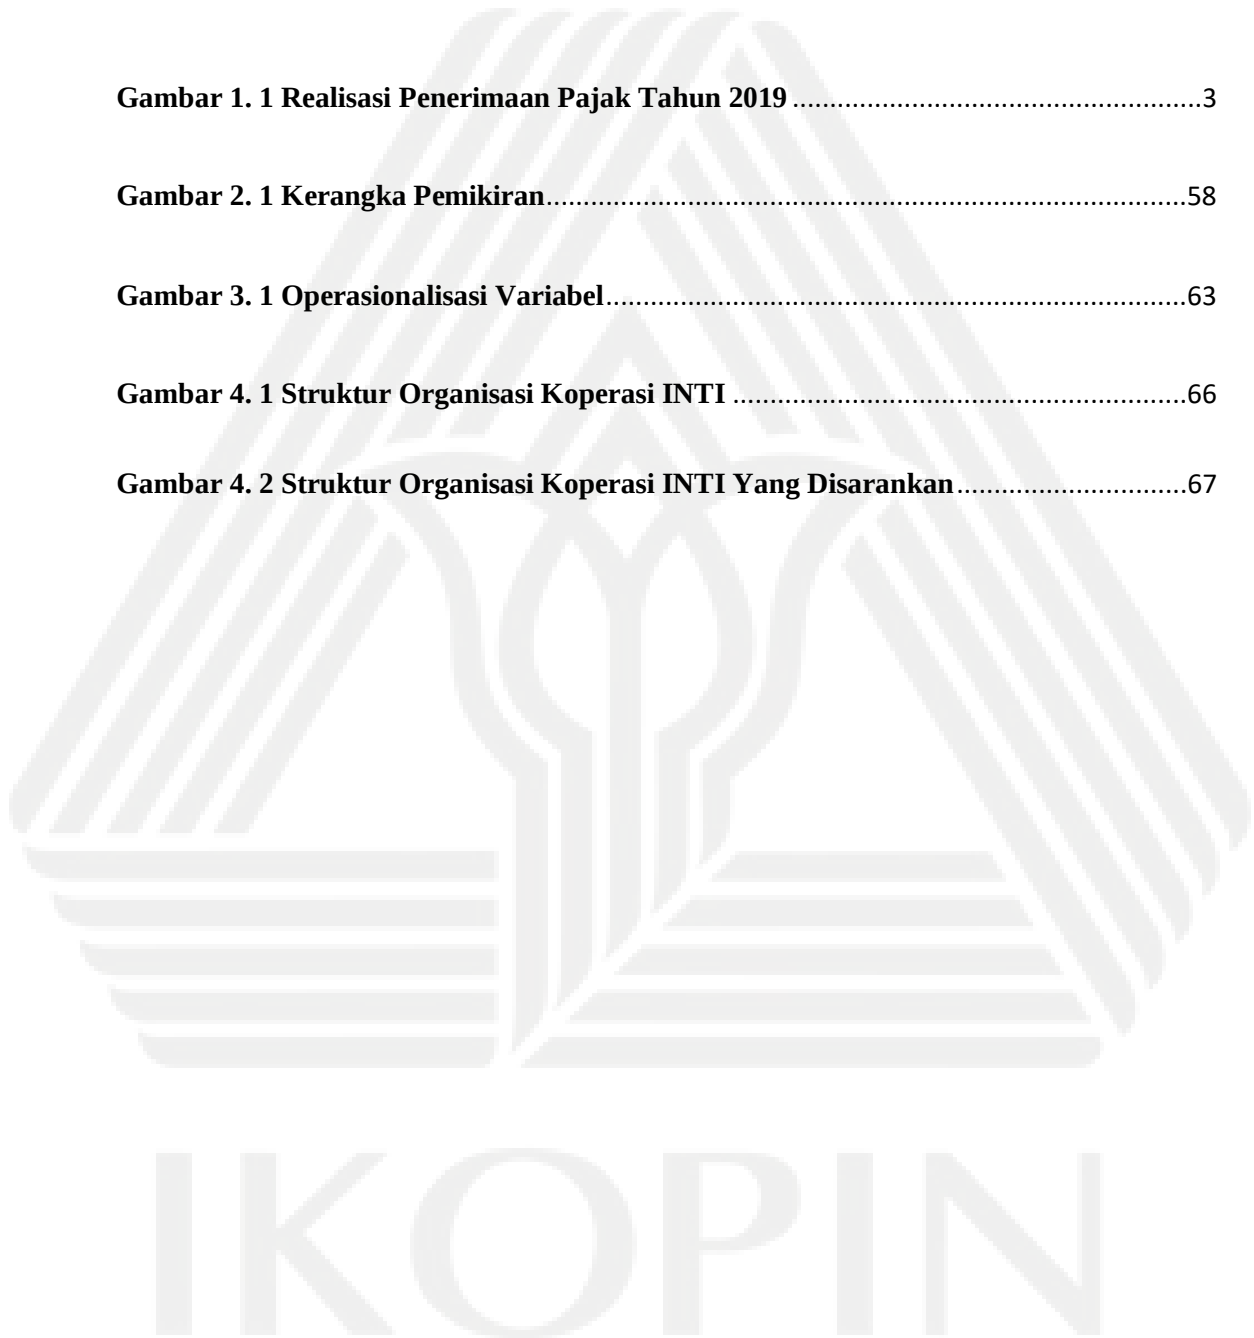 Gambar 1. 1 Realisasi Penerimaan Pajak Tahun 2019.......................................................3
Gambar 2. 1 Kerangka Pemikiran.......................................................................................58
Gambar 3. 1 Operasionalisasi Variabel...............................................................................63
Gambar 4. 1 Struktur Organisasi Koperasi INTI.............................................................66
Gambar 4. 2 Struktur Organisasi Koperasi INTI Yang Disarankan...............................67
IKOPIN